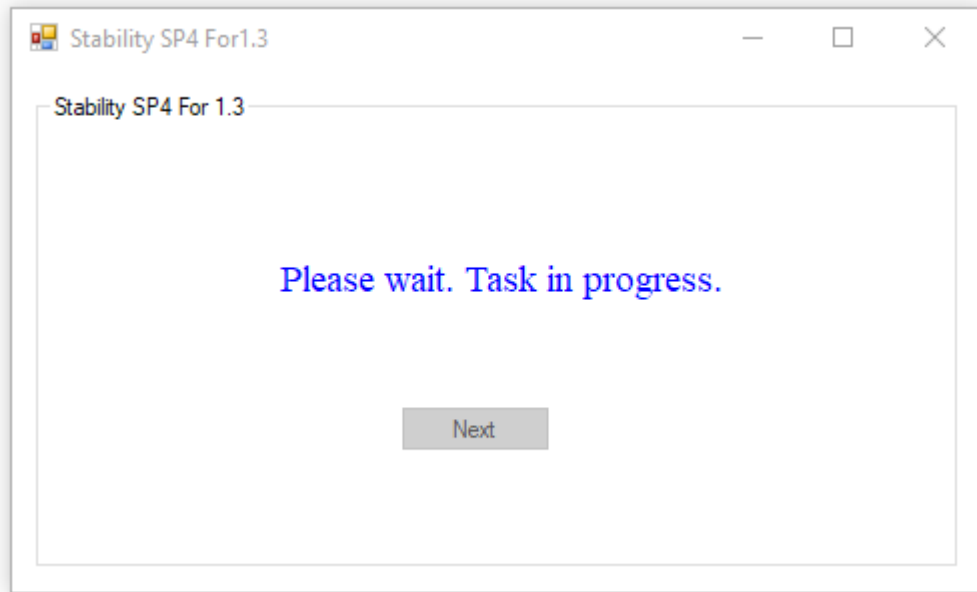 Stability SP4 For1.3
Stability SP4 For 1.3
Please wait. Task in progress.
Next